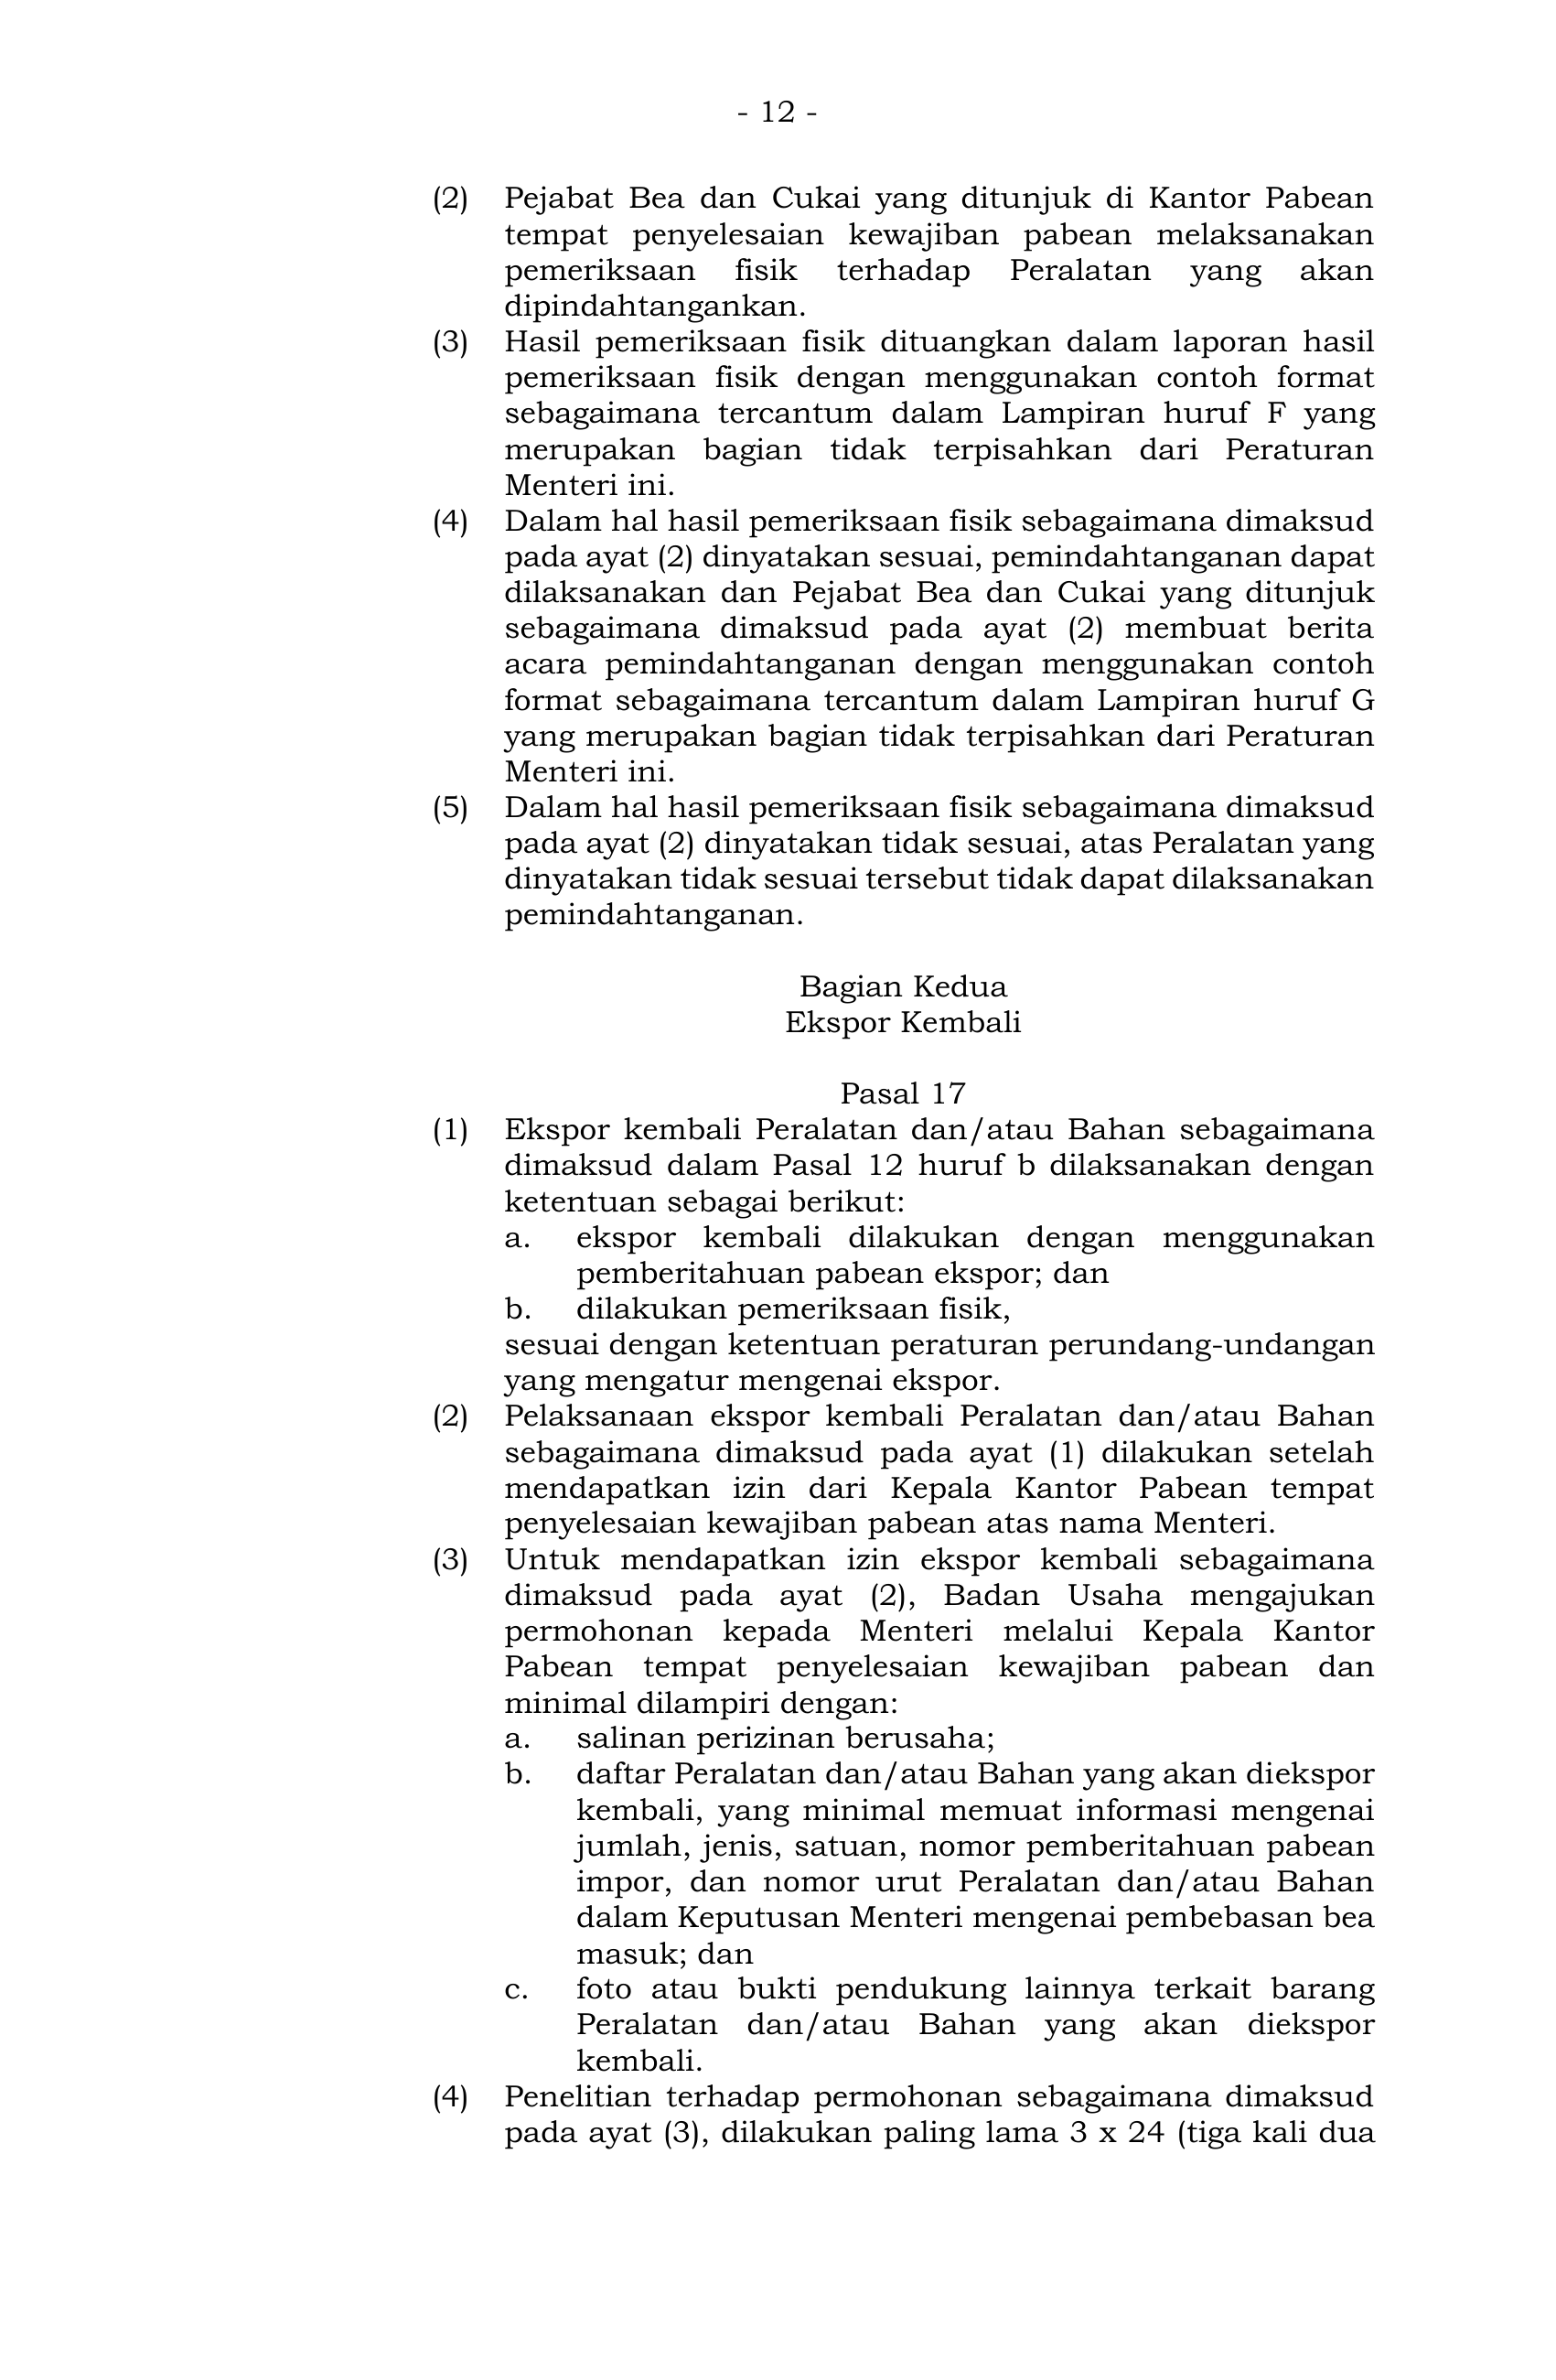 - 12 -
(2) Pejabat Bea dan Cukai yang ditunjuk di Kantor Pabean
tempat penyelesaian kewajiban pabean melaksanakan
pemeriksaan fisik terhadap Peralatan yang akan
dipindahtangankan.
(3) Hasil pemeriksaan fisik dituangkan dalam laporan hasil
pemeriksaan fisik dengan menggunakan contoh format
sebagaimana tercantum dalam Lampiran huruf F yang
merupakan bagian tidak terpisahkan dari Peraturan
Menteri ini.
(4) Dalam hal hasil pemeriksaan fisik sebagaimana dimaksud
pada ayat (2) dinyatakan sesuai, pemindahtanganan dapat
dilaksanakan dan Pejabat Bea dan Cukai yang ditunjuk
sebagaimana dimaksud pada ayat (2) membuat berita
acara pemindahtanganan dengan menggunakan contoh
format sebagaimana tercantum dalam Lampiran huruf G
yang merupakan bagian tidak terpisahkan dari Peraturan
Menteri ini.
(5) Dalam hal hasil pemeriksaan fisik sebagaimana dimaksud
pada ayat (2) dinyatakan tidak sesuai, atas Peralatan yang
dinyatakan tidak sesuai tersebut tidak dapat dilaksanakan
pemindahtanganan.
Bagian Kedua
Ekspor Kembali
Pasal 17
(1) Ekspor kembali Peralatan dan/atau Bahan sebagaimana
dimaksud dalam Pasal 12 huruf b dilaksanakan dengan
ketentuan sebagai berikut:
a. ekspor kembali dilakukan dengan menggunakan
pemberitahuan pabean ekspor; dan
b. dilakukan pemeriksaan fisik,
sesuai dengan ketentuan peraturan perundang-undangan
yang mengatur mengenai ekspor.
(2) Pelaksanaan ekspor kembali Peralatan dan/atau Bahan
sebagaimana dimaksud pada ayat (1) dilakukan setelah
mendapatkan izin dari Kepala Kantor Pabean tempat
penyelesaian kewajiban pabean atas nama Menteri.
(3) Untuk mendapatkan izin ekspor kembali sebagaimana
dimaksud pada ayat (2), Badan Usaha mengajukan
permohonan kepada Menteri melalui Kepala Kantor
Pabean tempat penyelesaian kewajiban pabean dan
minimal dilampiri dengan:
a. salinan perizinan berusaha;
b. daftar Peralatan dan/atau Bahan yang akan diekspor
kembali, yang minimal memuat informasi mengenai
jumlah, jenis, satuan, nomor pemberitahuan pabean
impor, dan nomor urut Peralatan dan/atau Bahan
dalam Keputusan Menteri mengenai pembebasan bea
masuk; dan
c. foto atau bukti pendukung lainnya terkait barang
Peralatan dan/atau Bahan yang akan diekspor
kembali.
(4) Penelitian terhadap permohonan sebagaimana dimaksud
pada ayat (3), dilakukan paling lama 3 x 24 (tiga kali dua